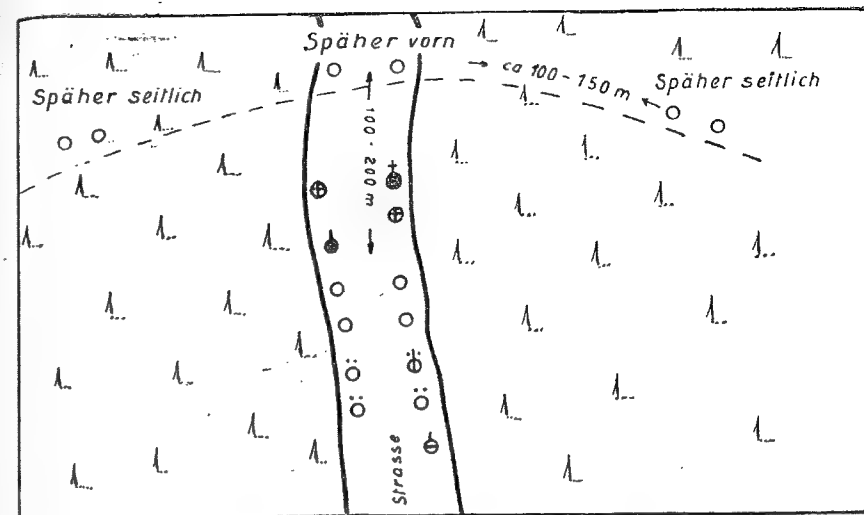 Späher vorn
ca 100-150 m
Späher seitlich
Späher seitlich
100-200 m
Strasse